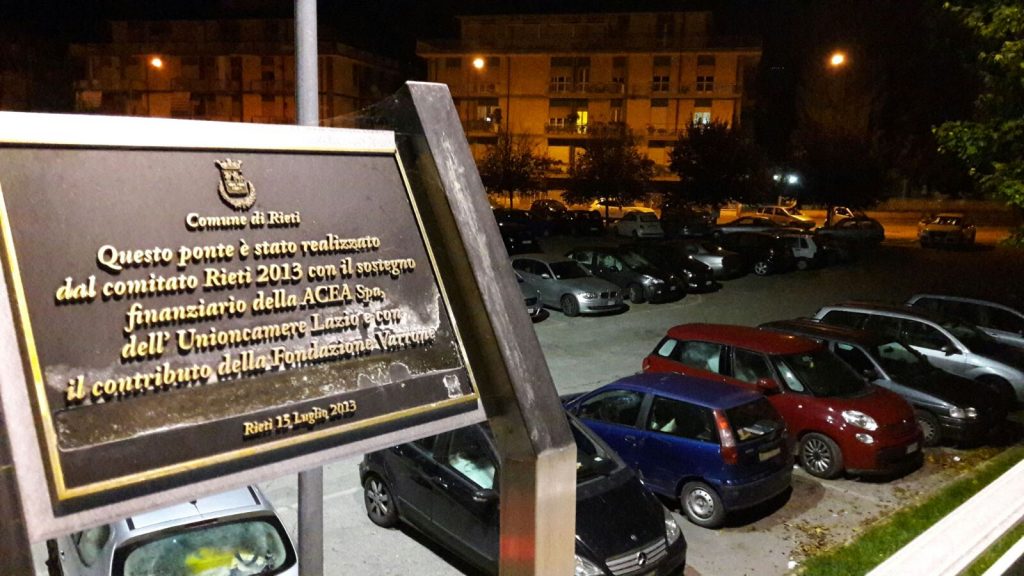 Comune di Rieti
Questo ponte è stato realizzato
dal comitato Rieti 2013 con il sostegno
finanziario della ACEA Spa,
dell' Unioncamere Lazio e con
il contributo della Fondazione Varrone
Rieti 15 Luglio 2013